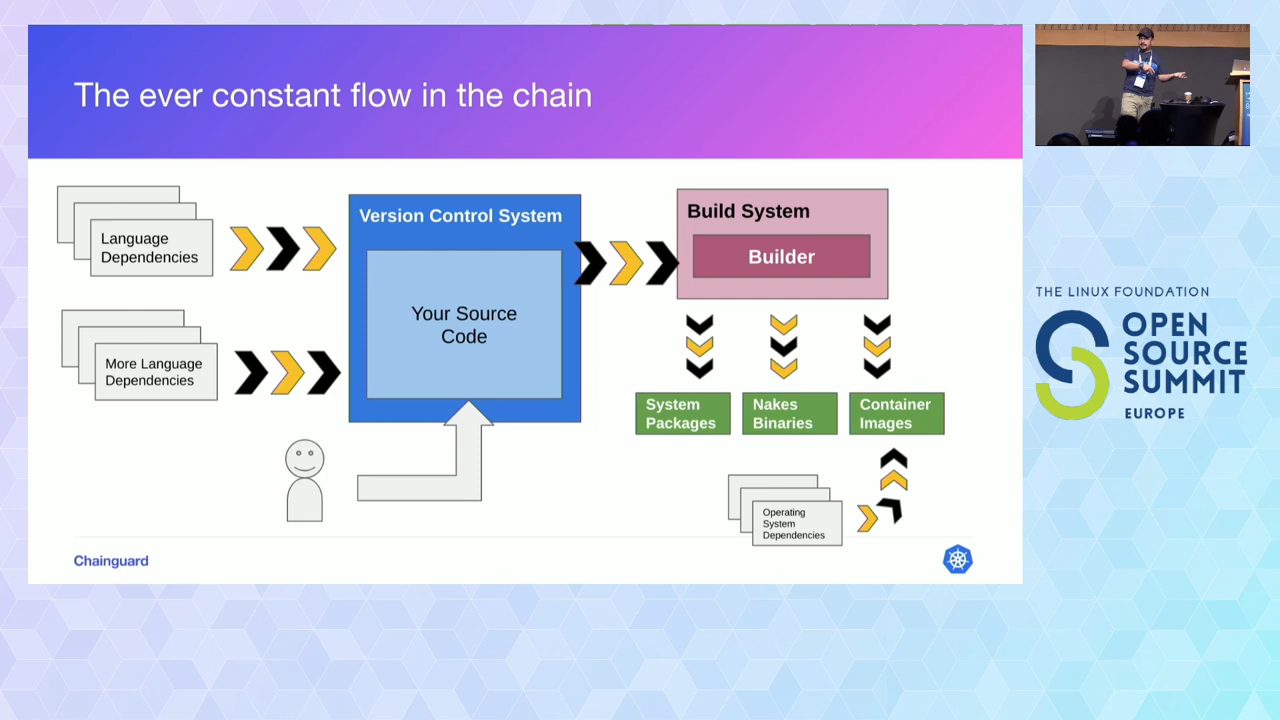 The ever constant flow in the chain
Language
Dependencies
More Language
Dependencies
Version Control System
Your Source
Code
Build System
Builder
System
Packages
Nakes
Binaries
Container
Images
Operating
System
Dependencies
Chainguard
THE LINUX FOUNDATION
OPEN
SOURCE
SUMMIT
EUROPE